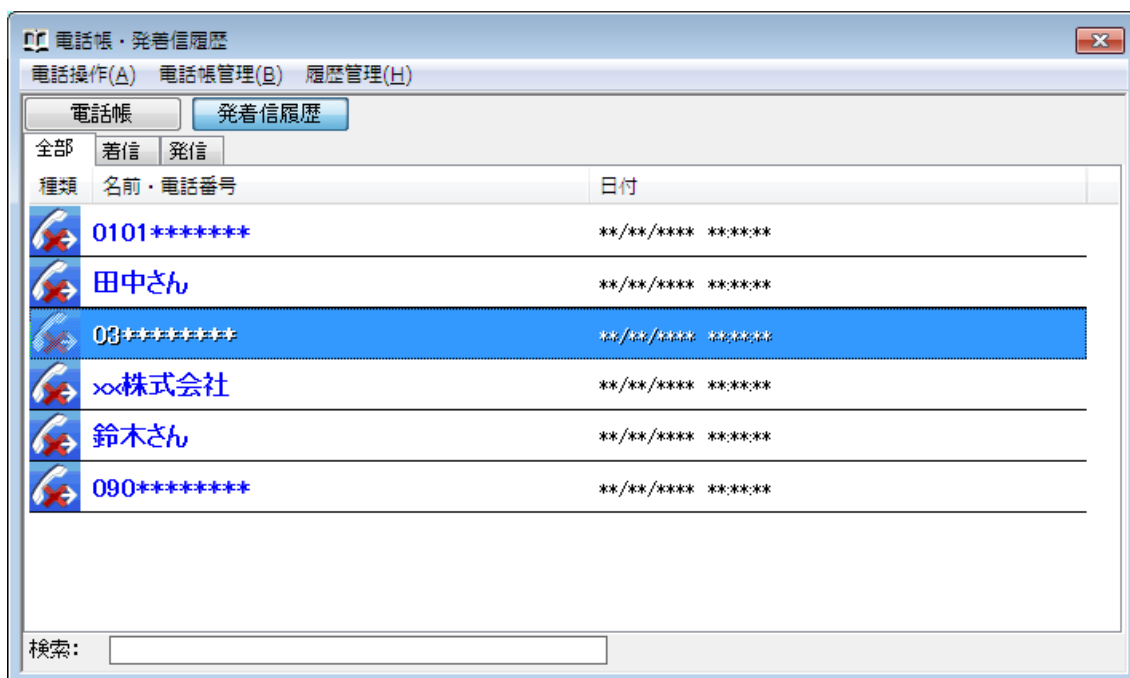 電話帳・発着信履歴
電話操作(A) 電話帳管理(B) 履歴管理(H)
電話帳 発着信履歴
全部 着信 発信
種類 名前・電話番号 日付
0101******* **/**/**** **:**:**
田中さん **/**/**** **:**:**
03******** **/**/**** **:**:**
xx株式会社 **/**/**** **:**:**
鈴木さん **/**/**** **:**:**
090******** **/**/**** **:**:**
検索: